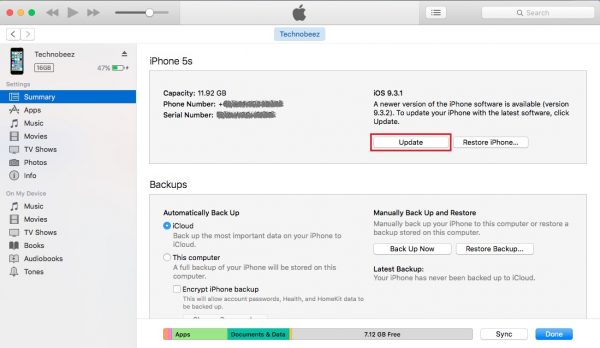 Search
Technobeez
Technobeez
16GB
47%
Settings
Summary
Apps
Music
Movies
TV Shows
Photos
Info
On My Device
Music
Movies
TV Shows
Books
Audiobooks
Tones
iPhone 5s
Capacity: 11.92 GB
Phone Number: +
Serial Number:
iOS 9.3.1
A newer version of the iPhone software is available (version
9.3.2). To update your iPhone with the latest software, click
Update.
Update
Restore iPhone...
Backups
Automatically Back Up
iCloud
Back up the most important data on your iPhone to
iCloud.
This computer
A full backup of your iPhone will be stored on this
computer.
Encrypt iPhone backup
This will allow account passwords, Health, and HomeKit data to
be backed up.
Manually Back Up and Restore
Manually back up your iPhone to this computer or restore a
backup stored on this computer.
Back Up Now
Restore Backup...
Latest Backup:
Your iPhone has never been backed up to iCloud.
Apps
Documents & Data
7.12 GB Free
Sync
Done